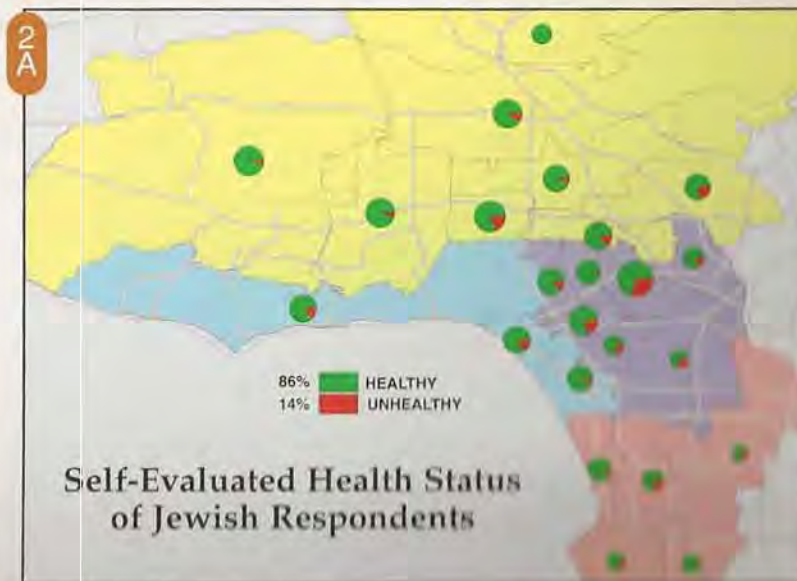 2
A
86% HEALTHY
14% UNHEALTHY
Self-Evaluated Health Status
of Jewish Respondents